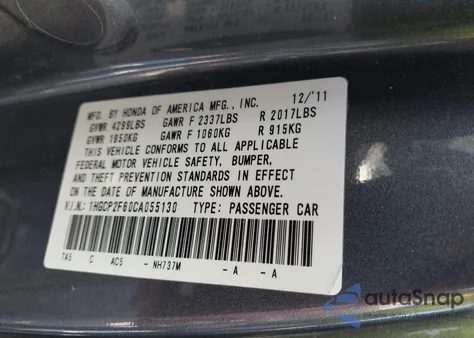 MFD. BY HONDA OF AMERICA MFG., INC. 12/'11
GVWR 4299LBS GAWR F 2337LBS R 2017LBS
GVWR 1950KG GAWR F 1060KG R 915KG
THIS VEHICLE CONFORMS TO ALL APPLICABLE
FEDERAL MOTOR VEHICLE SAFETY, BUMPER,
AND THEFT PREVENTION STANDARDS IN EFFECT
ON THE DATE OF MANUFACTURE SHOWN ABOVE.
V.I.N.: 1HGCP2F60CA055130 TYPE: PASSENGER CAR
TA5 C AC5 - NH737M - A - A
autoSnap